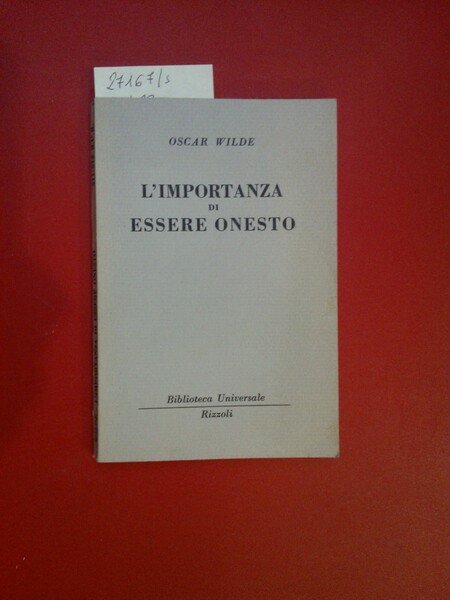 27167/s
OSCAR WILDE
L'IMPORTANZA
DI
ESSERE ONESTO
Biblioteca Universale
Rizzoli